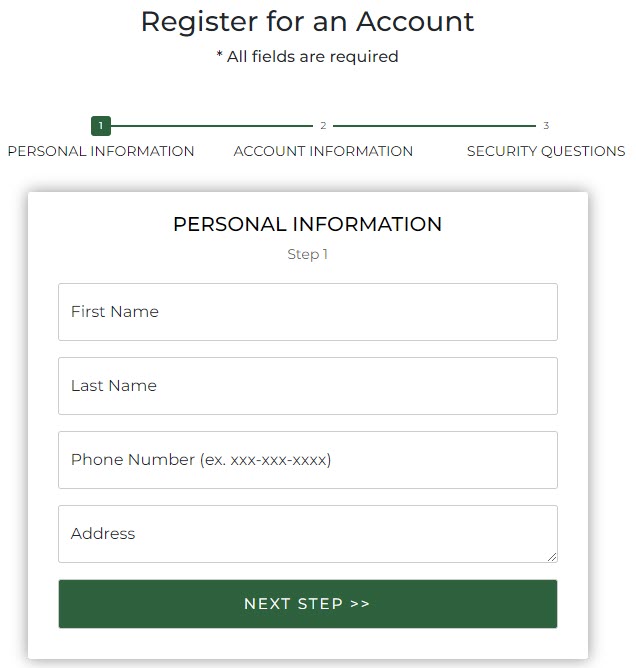 Register for an Account
* All fields are required
1 2 3
PERSONAL INFORMATION ACCOUNT INFORMATION SECURITY QUESTIONS
PERSONAL INFORMATION
Step 1
First Name
Last Name
Phone Number (ex. xxx-xxx-xxxx)
Address
NEXT STEP >>